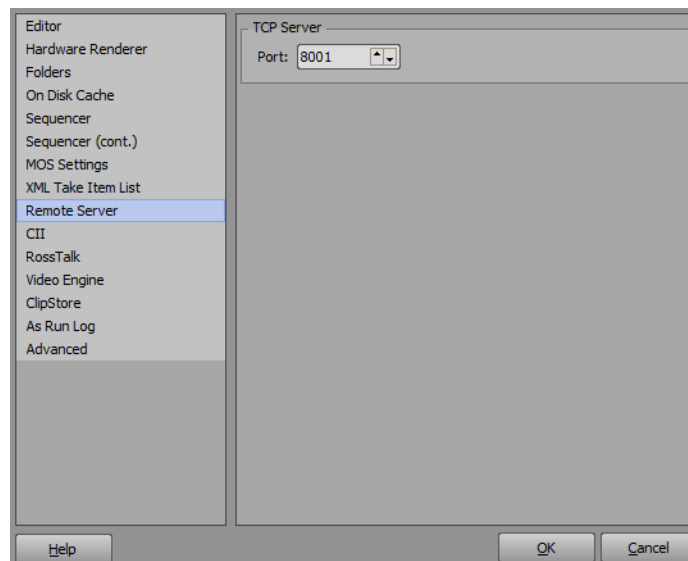 Editor
Hardware Renderer
Folders
On Disk Cache
Sequencer
Sequencer (cont.)
MOS Settings
XML Take Item List
Remote Server
CII
RossTalk
Video Engine
ClipStore
As Run Log
Advanced
TCP Server
Port: 8001
Help
OK
Cancel